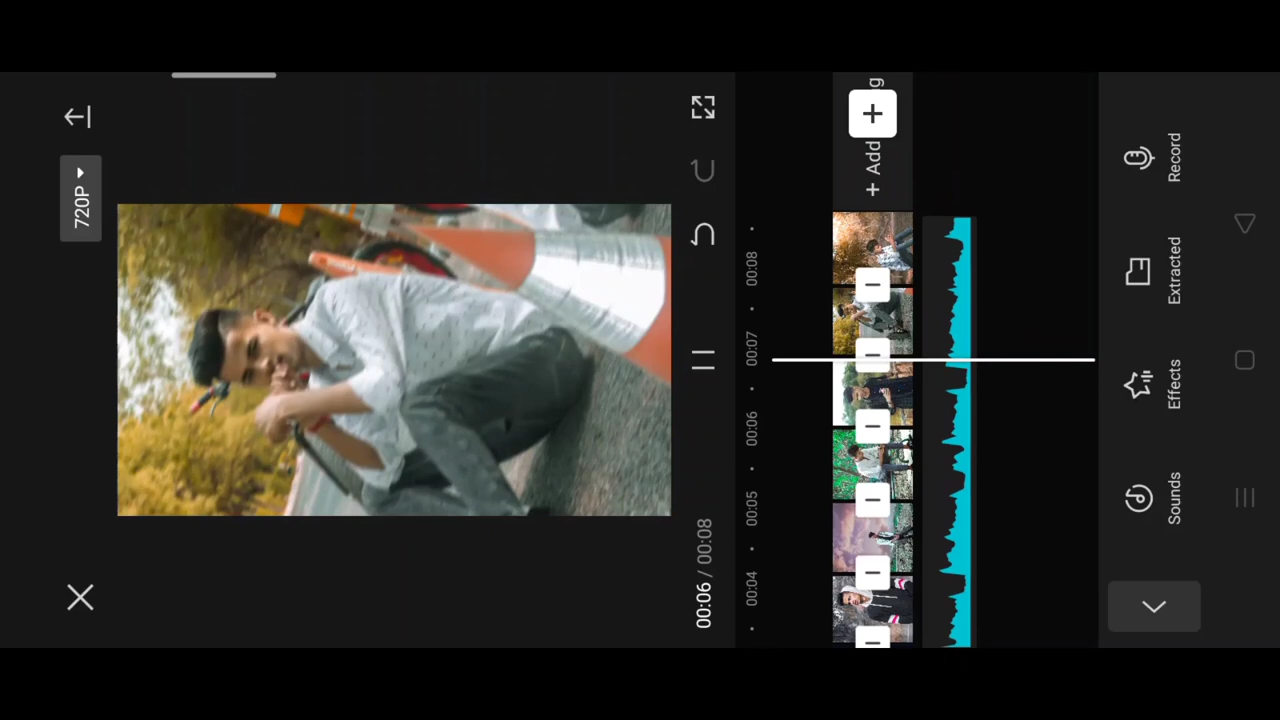 720P
00:06 / 00:08
00:04
00:05
00:06
00:07
00:08
+ Add
g
Sounds
Effects
Extracted
Record